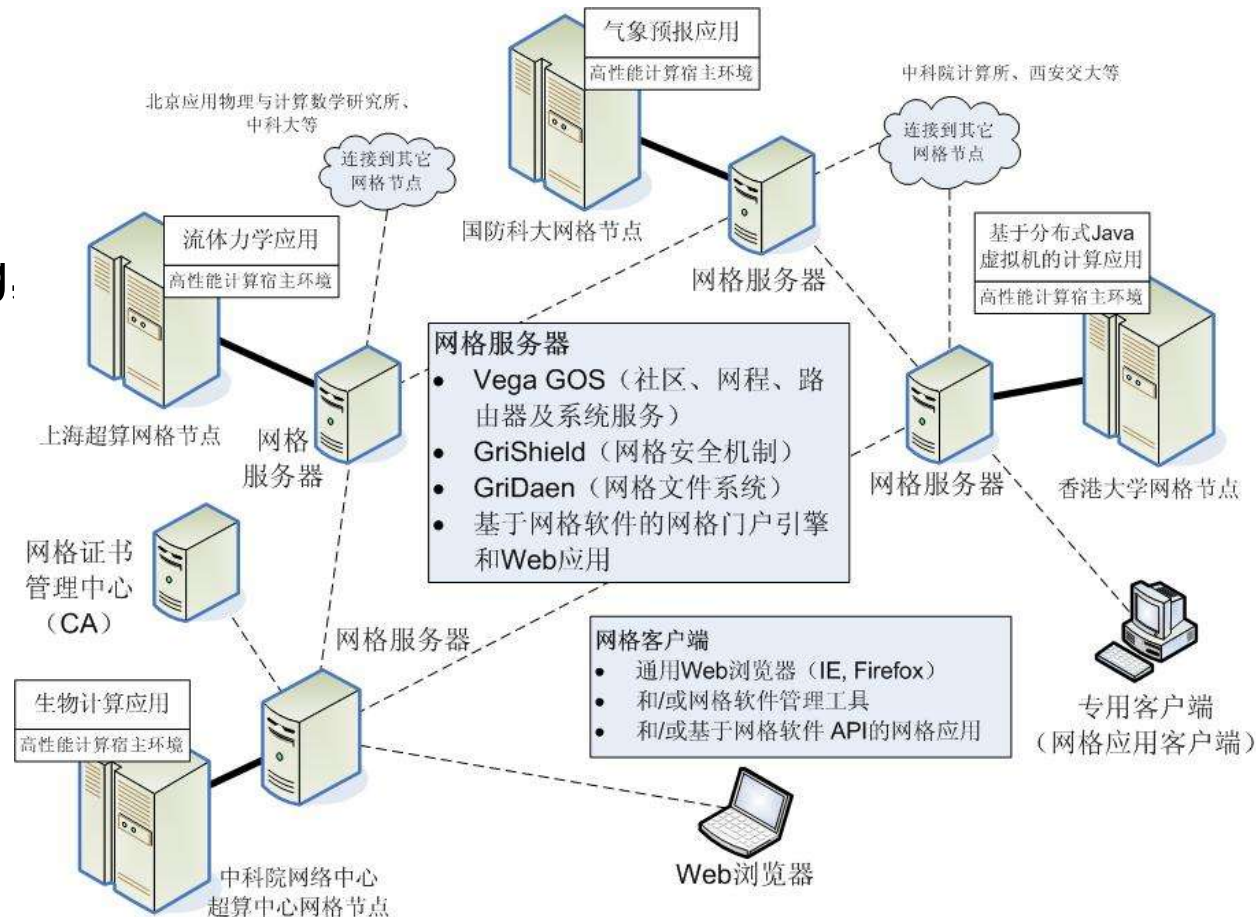 气象预报应用
高性能计算宿主环境
中科院计算所、西安交大等
北京应用物理与计算数学研究所、
中科大等
连接到其它
网格节点
连接到其它
网格节点
国防科大网格节点
网格服务器
流体力学应用
高性能计算宿主环境
基于分布式Java
虚拟机的计算应用
高性能计算宿主环境
g.
上海超算网格节点
网格
服务器
网格服务器
• Vega GOS（社区、网程、路
由器及系统服务）
• GriShield（网格安全机制）
• GriDaen（网格文件系统）
• 基于网格软件的网格门户引擎
和Web应用
网格服务器
香港大学网格节点
网格证书
管理中心
（CA）
网格服务器
网格客户端
• 通用Web浏览器（IE, Firefox）
• 和/或网格软件管理工具
• 和/或基于网格软件 API的网格应用
专用客户端
（网格应用客户端）
生物计算应用
高性能计算宿主环境
中科院网络中心
超算中心网格节点
Web浏览器